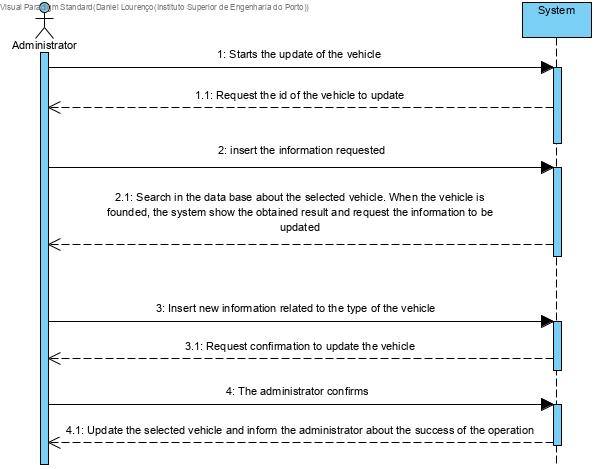 Visual Paradigm Standard(Daniel Lourenço(Instituto Superior de Engenharia do Porto))
System
Administrator
1: Starts the update of the vehicle
1.1: Request the id of the vehicle to update
2: insert the information requested
2.1: Search in the data base about the selected vehicle. When the vehicle is
founded, the system show the obtained result and request the information to be
updated
3: Insert new information related to the type of the vehicle
3.1: Request confirmation to update the vehicle
4: The administrator confirms
4.1: Update the selected vehicle and inform the administrator about the success of the operation